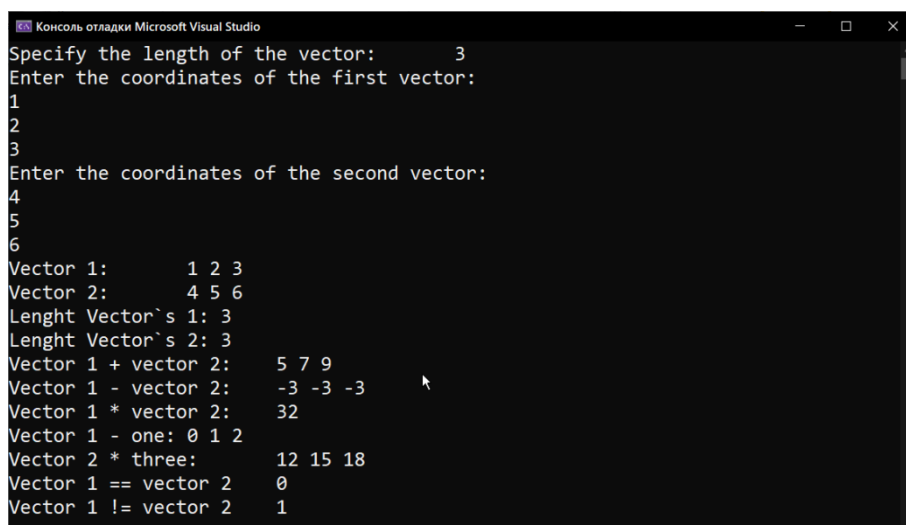 Консоль отладки Microsoft Visual Studio
Specify the length of the vector: 3
Enter the coordinates of the first vector:
1
2
3
Enter the coordinates of the second vector:
4
5
6
Vector 1: 1 2 3
Vector 2: 4 5 6
Lenght Vector`s 1: 3
Lenght Vector`s 2: 3
Vector 1 + vector 2: 5 7 9
Vector 1 - vector 2: -3 -3 -3
Vector 1 * vector 2: 32
Vector 1 - one: 0 1 2
Vector 2 * three: 12 15 18
Vector 1 == vector 2 0
Vector 1 != vector 2 1